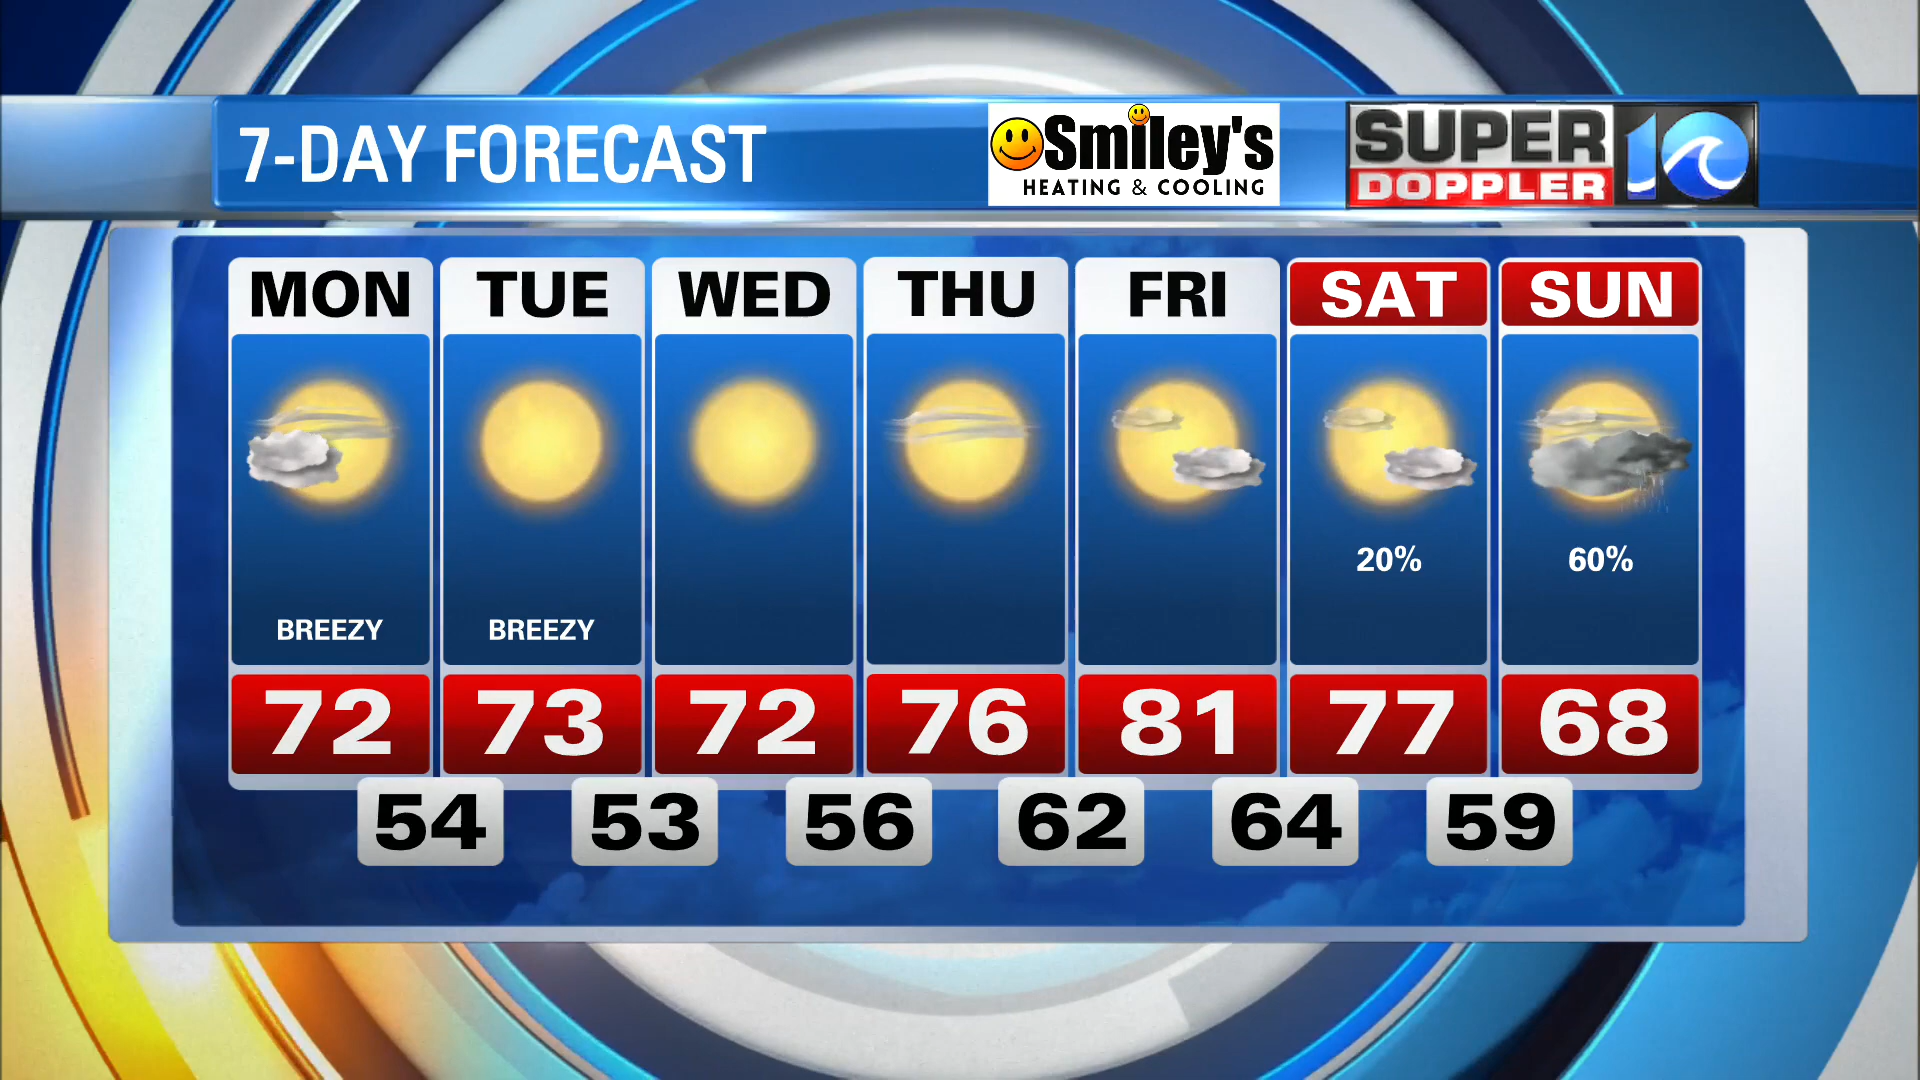 7-DAY FORECAST
Smiley's
HEATING & COOLING
SUPER
DOPPLER
10
MON TUE WED THU FRI SAT SUN
20% 60%
BREEZY BREEZY
72 73 72 76 81 77 68
54 53 56 62 64 59